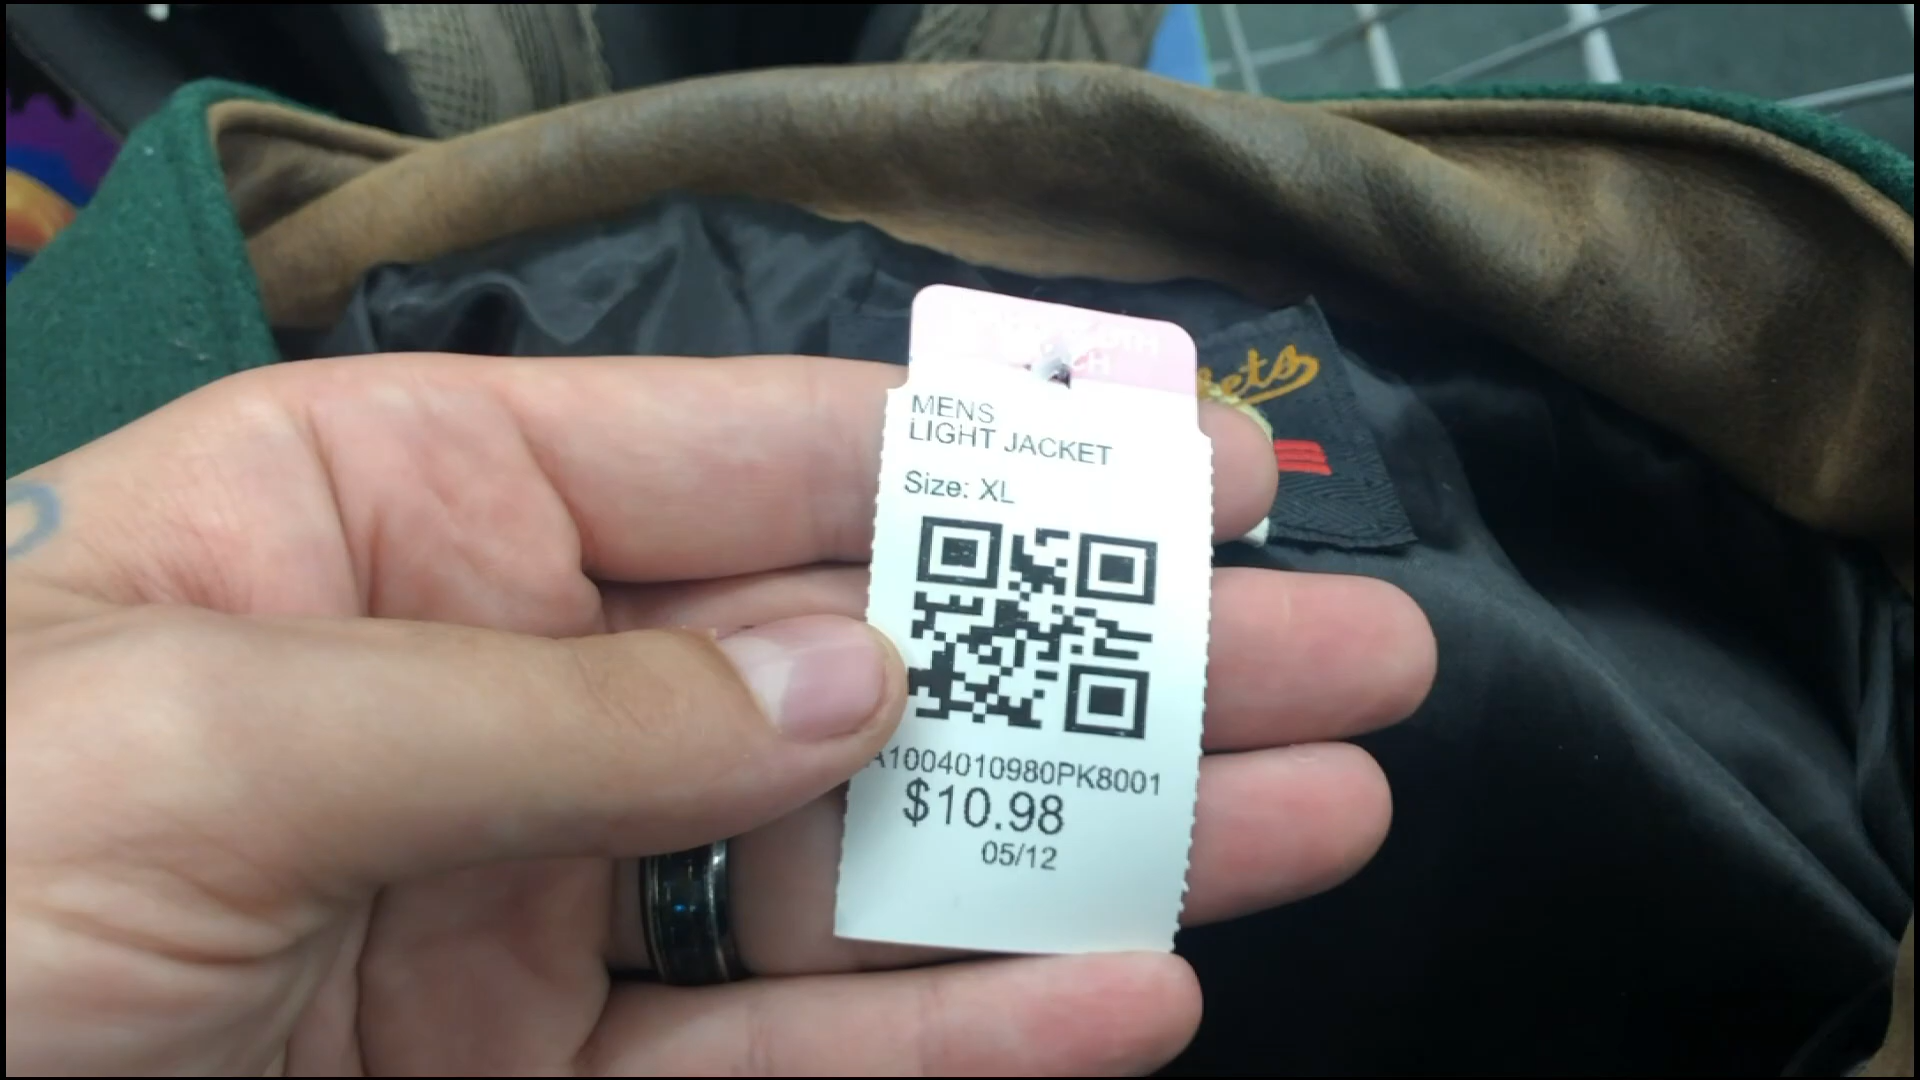 MENS
LIGHT JACKET
Size: XL
A1004010980PK8001
$10.98
05/12